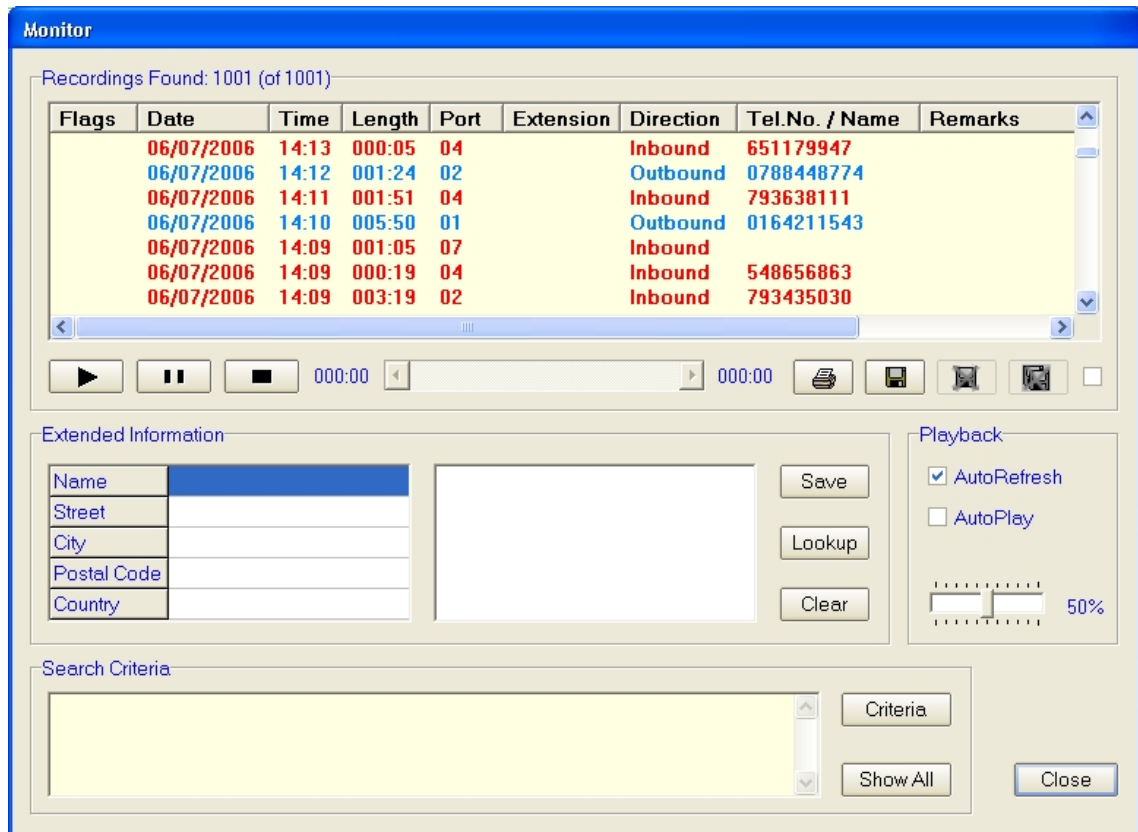 Monitor
Recordings Found: 1001 (of 1001)
Flags Date Time Length Port Extension Direction Tel.No. / Name Remarks
06/07/2006 14:13 000:05 04 Inbound 651179947
06/07/2006 14:12 001:24 02 Outbound 0788448774
06/07/2006 14:11 001:51 04 Inbound 793638111
06/07/2006 14:10 005:50 01 Outbound 0164211543
06/07/2006 14:09 001:05 07 Inbound
06/07/2006 14:09 000:19 04 Inbound 548656863
06/07/2006 14:09 003:19 02 Inbound 793435030
000:00 000:00
Extended Information
Name
Street
City
Postal Code
Country
Save
Lookup
Clear
Playback
AutoRefresh
AutoPlay
50%
Search Criteria
Criteria
Show All
Close